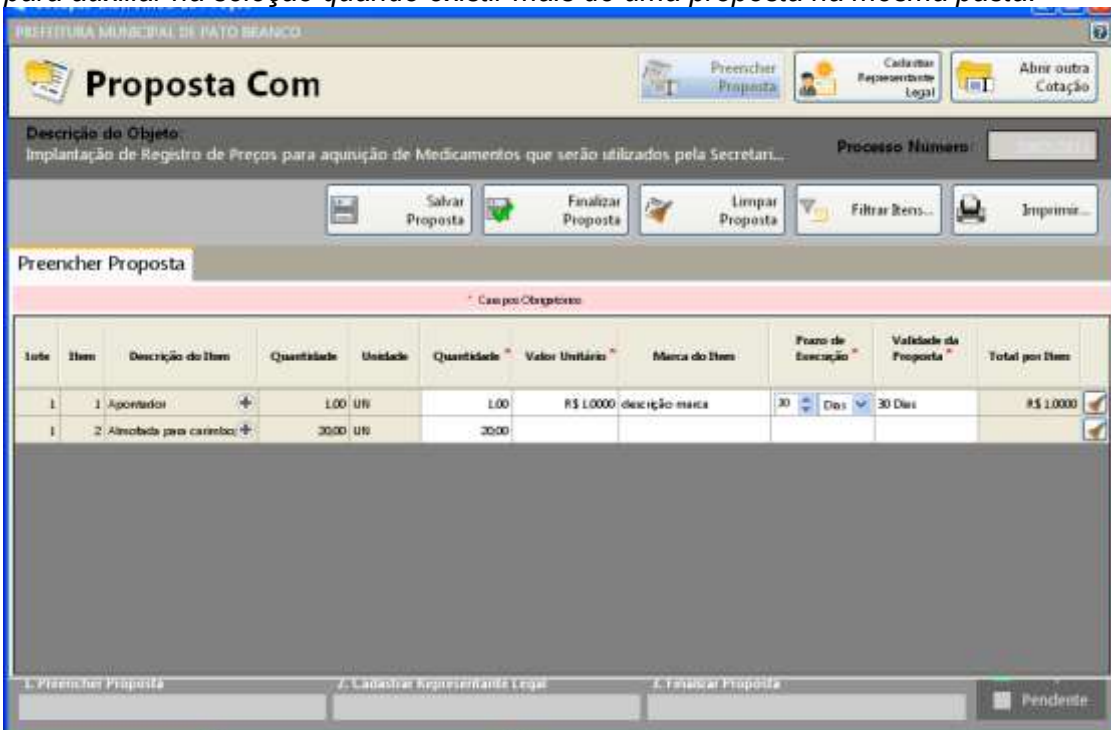 para auxiliar na seleção quando existir mais de uma proposta na mesma pasta.
PREFEITURA MUNICIPAL DE PATO BRANCO
Proposta Com
Preencher Proposta
Cadastrar Representante Legal
Abrir outra Cotação
Descrição do Objeto:
Implantação de Registro de Preços para aquisição de Medicamentos que serão utilizados pela Secretari...
Processo Número:
Salvar Proposta
Finalizar Proposta
Limpar Proposta
Filtrar Itens...
Imprimir...
Preencher Proposta
* Campos Obrigatórios
Lote Item Descrição do Item Quantidade Unidade Quantidade * Valor Unitário * Marca do Item Prazo de Execução * Validade da Proposta * Total por Item
1 1 Apontador 1,00 UN 1,00 R$ 1,0000 descrição marca 30 Dias 30 Dias R$ 1,0000
1 2 Almofada para carimbo; 20,00 UN 20,00
1. Preencher Proposta
2. Cadastrar Representante Legal
3. Finalizar Proposta
Pendente